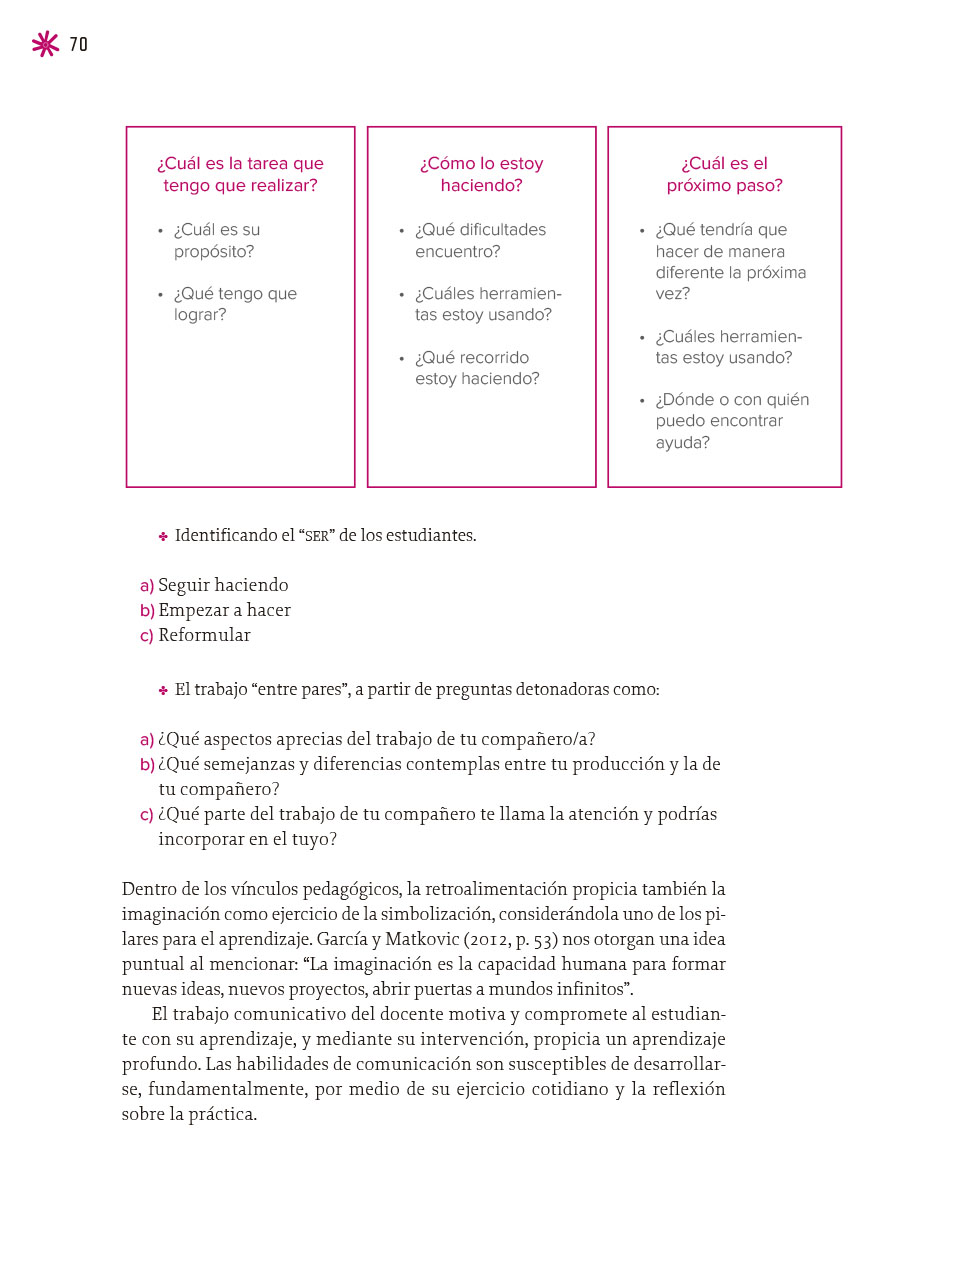 70
¿Cuál es la tarea que
tengo que realizar?
• ¿Cuál es su
propósito?
• ¿Qué tengo que
lograr?
¿Cómo lo estoy
haciendo?
• ¿Qué dificultades
encuentro?
• ¿Cuáles herramien-
tas estoy usando?
• ¿Qué recorrido
estoy haciendo?
¿Cuál es el
próximo paso?
• ¿Qué tendría que
hacer de manera
diferente la próxima
vez?
• ¿Cuáles herramien-
tas estoy usando?
• ¿Dónde o con quién
puedo encontrar
ayuda?
✤ Identificando el “SER” de los estudiantes.
a) Seguir haciendo
b) Empezar a hacer
c) Reformular
✤ El trabajo “entre pares”, a partir de preguntas detonadoras como:
a) ¿Qué aspectos aprecias del trabajo de tu compañero/a?
b) ¿Qué semejanzas y diferencias contemplas entre tu producción y la de
tu compañero?
c) ¿Qué parte del trabajo de tu compañero te llama la atención y podrías
incorporar en el tuyo?
Dentro de los vínculos pedagógicos, la retroalimentación propicia también la
imaginación como ejercicio de la simbolización, considerándola uno de los pi-
lares para el aprendizaje. García y Matkovic (2012, p. 53) nos otorgan una idea
puntual al mencionar: “La imaginación es la capacidad humana para formar
nuevas ideas, nuevos proyectos, abrir puertas a mundos infinitos”.
El trabajo comunicativo del docente motiva y compromete al estudian-
te con su aprendizaje, y mediante su intervención, propicia un aprendizaje
profundo. Las habilidades de comunicación son susceptibles de desarrollar-
se, fundamentalmente, por medio de su ejercicio cotidiano y la reflexión
sobre la práctica.